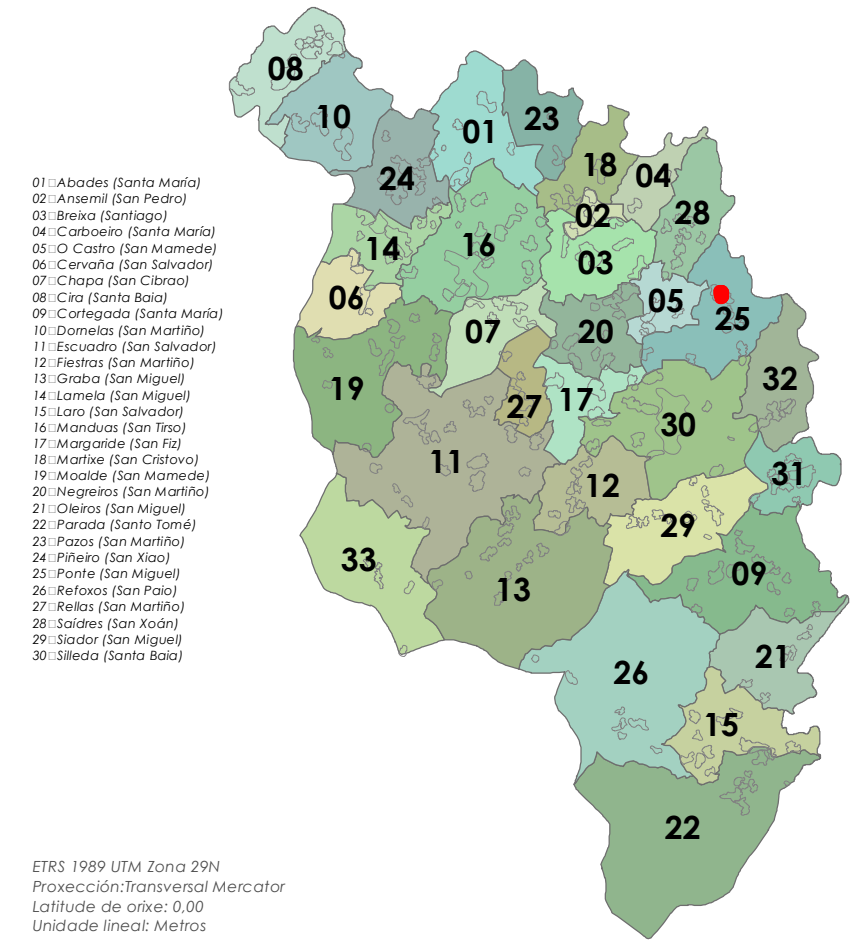 08
10
01
23
24
18
04
02
28
14
16
03
06
05
25
07
20
19
32
27
17
30
11
31
12
29
33
13
09
26
21
15
22
01 Abades (Santa María)
02 Ansemil (San Pedro)
03 Breixa (Santiago)
04 Carboeiro (Santa María)
05 O Castro (San Mamede)
06 Cervaña (San Salvador)
07 Chapa (San Cibrao)
08 Cira (Santa Baia)
09 Cortegada (Santa María)
10 Dornelas (San Martiño)
11 Escuadro (San Salvador)
12 Fiestras (San Martiño)
13 Graba (San Miguel)
14 Lamela (San Miguel)
15 Laro (San Salvador)
16 Manduas (San Tirso)
17 Margaride (San Fiz)
18 Martixe (San Cristovo)
19 Moalde (San Mamede)
20 Negreiros (San Martiño)
21 Oleiros (San Miguel)
22 Parada (Santo Tomé)
23 Pazos (San Martiño)
24 Piñeiro (San Xiao)
25 Ponte (San Miguel)
26 Refoxos (San Paio)
27 Rellas (San Martiño)
28 Saídres (San Xoán)
29 Siador (San Miguel)
30 Silleda (Santa Baia)
ETRS 1989 UTM Zona 29N
Proxección:Transversal Mercator
Latitude de orixe: 0,00
Unidade lineal: Metros